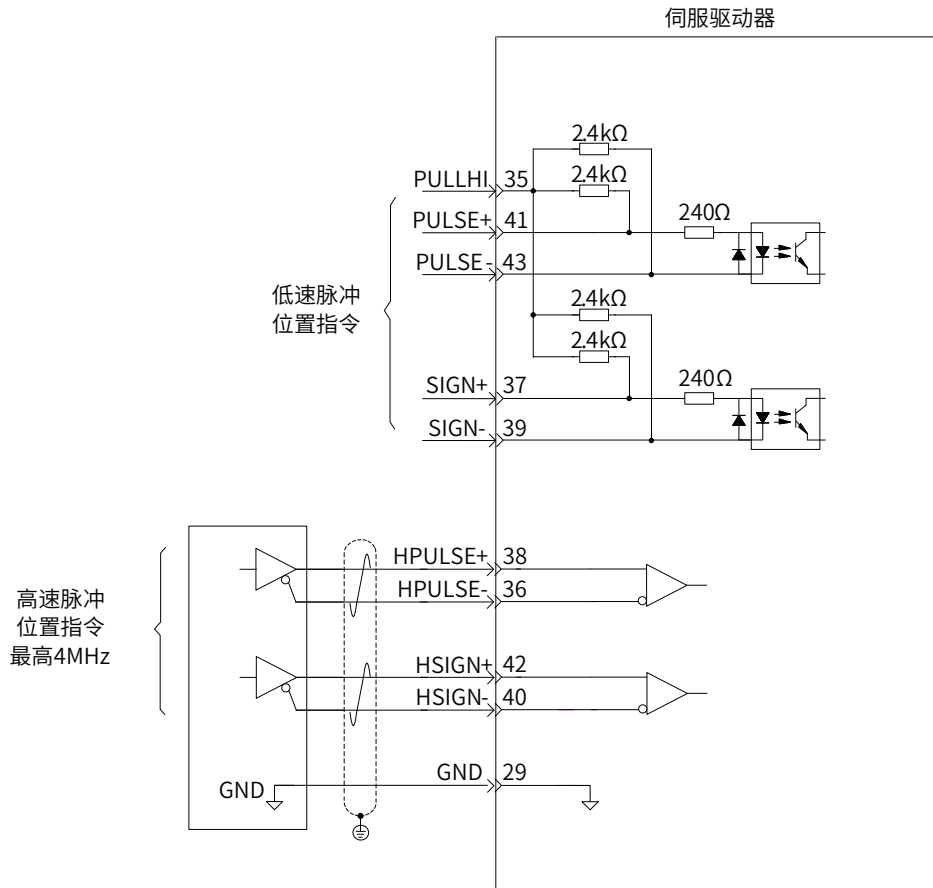 伺服驱动器
2.4kΩ
PULLHI 35
2.4kΩ
PULSE+ 41
240Ω
PULSE- 43
低速脉冲
位置指令
2.4kΩ
2.4kΩ
SIGN+ 37
240Ω
SIGN- 39
高速脉冲
位置指令
最高4MHz
HPULSE+ 38
HPULSE- 36
HSIGN+ 42
HSIGN- 40
GND 29
GND